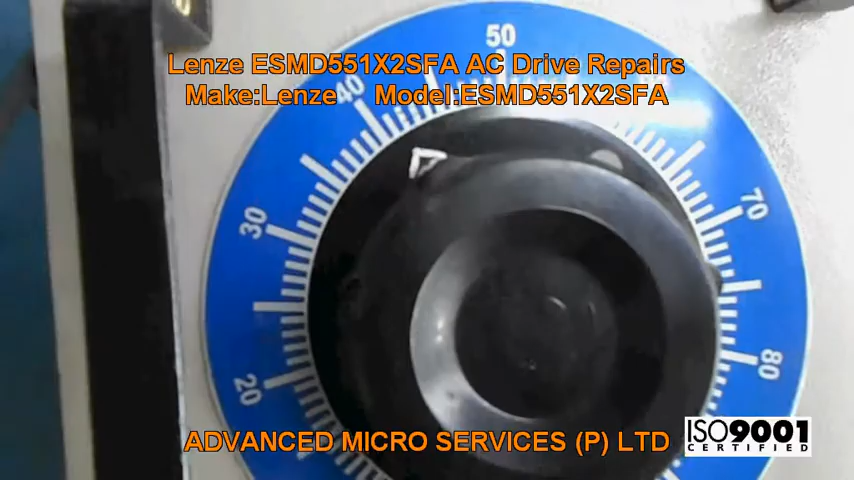 50
Lenze ESMD551X2SFA AC Drive Repairs
Make:Lenze Model:ESMD551X2SFA
40
30
70
20
80
ADVANCED MICRO SERVICES (P) LTD
ISO9001
CERTIFIED